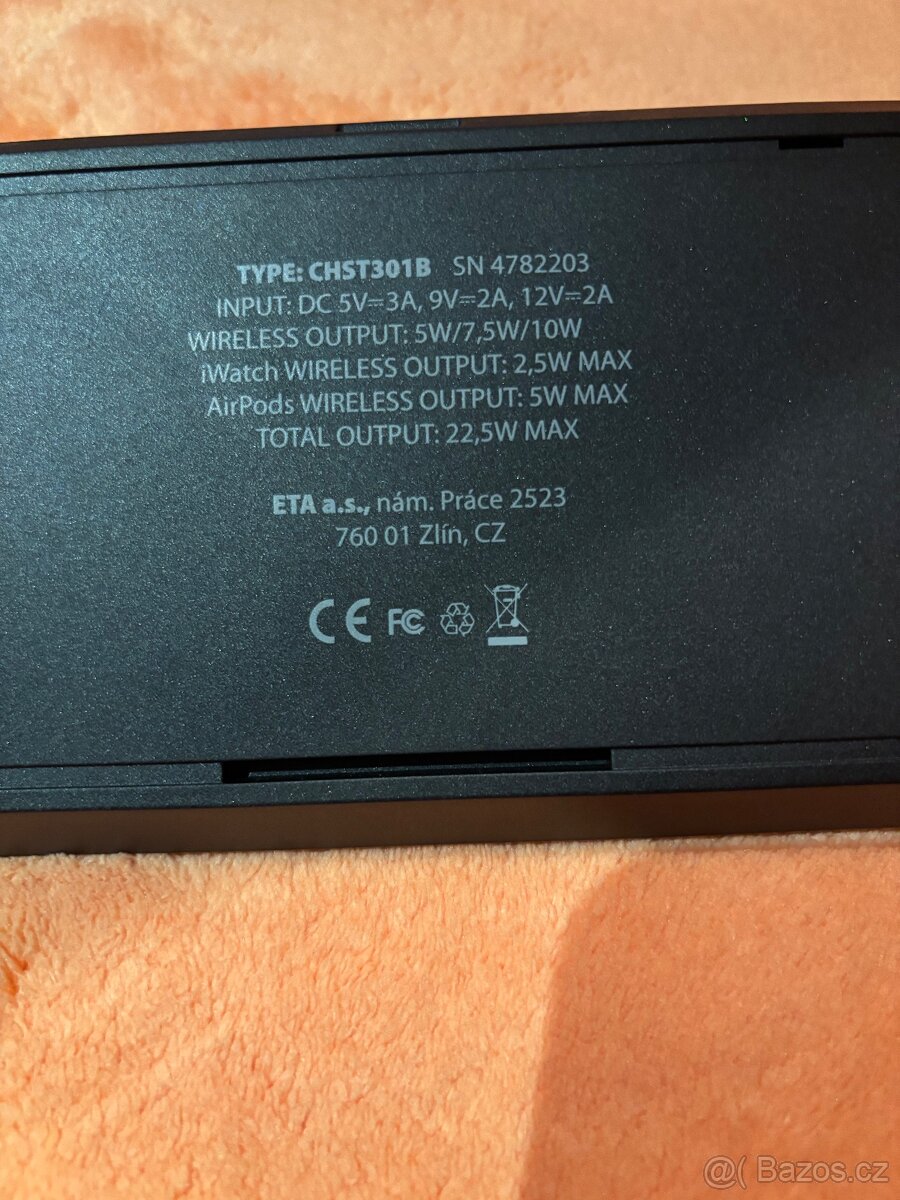 TYPE: CHST301B SN 4782203
INPUT: DC 5V⎓3A, 9V⎓2A, 12V⎓2A
WIRELESS OUTPUT: 5W/7,5W/10W
iWatch WIRELESS OUTPUT: 2,5W MAX
AirPods WIRELESS OUTPUT: 5W MAX
TOTAL OUTPUT: 22,5W MAX
ETA a.s., nám. Práce 2523
760 01 Zlín, CZ
CE FC
@( Bazos.cz